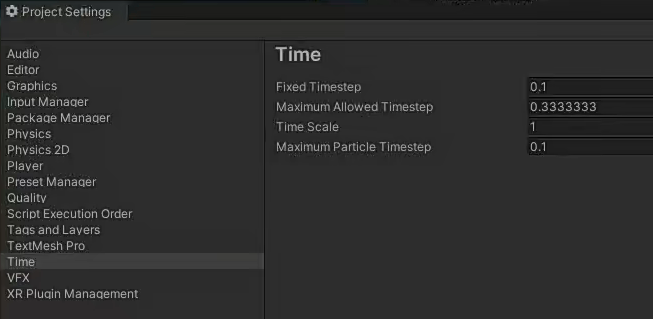 Project Settings
Time
Audio
Editor
Graphics
Input Manager
Package Manager
Physics
Physics 2D
Player
Preset Manager
Quality
Script Execution Order
Tags and Layers
TextMesh Pro
Time
VFX
XR Plugin Management
Fixed Timestep 0.1
Maximum Allowed Timestep 0.3333333
Time Scale 1
Maximum Particle Timestep 0.1